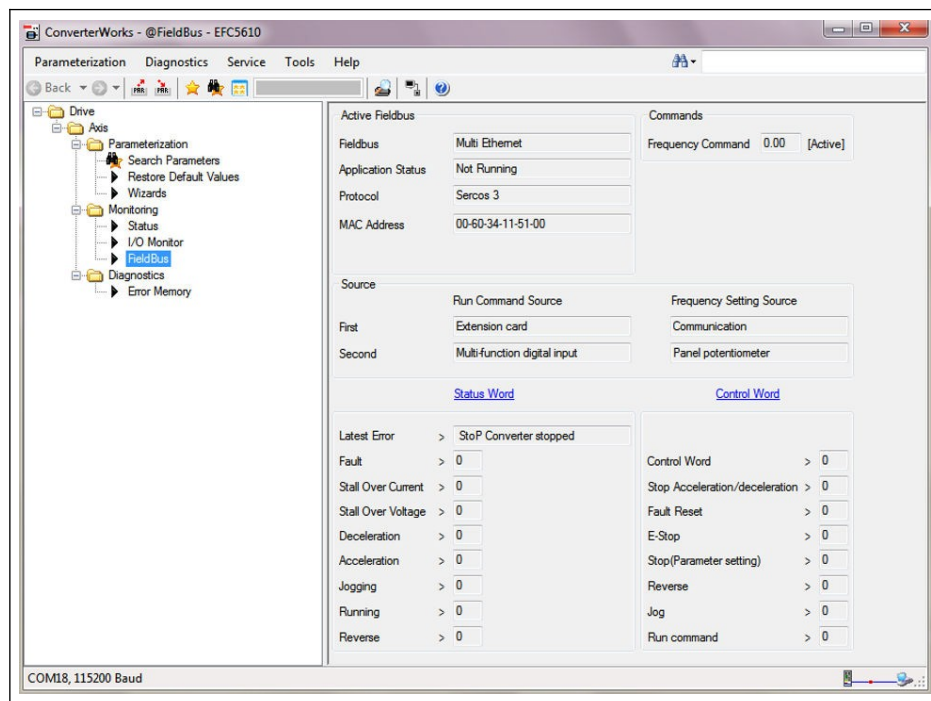 ConverterWorks - @FieldBus - EFC5610
Parameterization Diagnostics Service Tools Help
Back
PRR PRR
Drive
Axis
Parameterization
Search Parameters
Restore Default Values
Wizards
Monitoring
Status
I/O Monitor
FieldBus
Diagnostics
Error Memory
Active Fieldbus
Fieldbus Multi Ethernet
Application Status Not Running
Protocol Sercos 3
MAC Address 00-60-34-11-51-00
Commands
Frequency Command 0.00 [Active]
Source
Run Command Source Frequency Setting Source
First Extension card Communication
Second Multi-function digital input Panel potentiometer
Status Word
Latest Error > StoP Converter stopped
Fault > 0
Stall Over Current > 0
Stall Over Voltage > 0
Deceleration > 0
Acceleration > 0
Jogging > 0
Running > 0
Reverse > 0
Control Word
Control Word > 0
Stop Acceleration/deceleration > 0
Fault Reset > 0
E-Stop > 0
Stop(Parameter setting) > 0
Reverse > 0
Jog > 0
Run command > 0
COM18, 115200 Baud